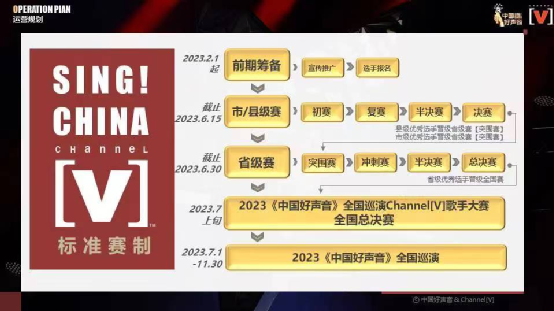 OPERATION PLAN
运营规划
中国好声音
[V]
SING!
CHINA
CHANNEL
[V]
标准赛制
2023.2.1
起
前期筹备
宣传推广
选手报名
截止
2023.6.15
市/县级赛
初赛
复赛
半决赛
决赛
县级优秀选手晋级省级赛【突围赛】
市级优秀选手晋级省级赛【突围赛】
截止
2023.6.30
省级赛
突围赛
冲刺赛
半决赛
总决赛
省级优秀选手晋级全国赛
2023.7
上旬
2023《中国好声音》全国巡演Channel[V]歌手大赛
全国总决赛
2023.7.1
-11.30
2023《中国好声音》全国巡演
©中国好声音&Channel[V]